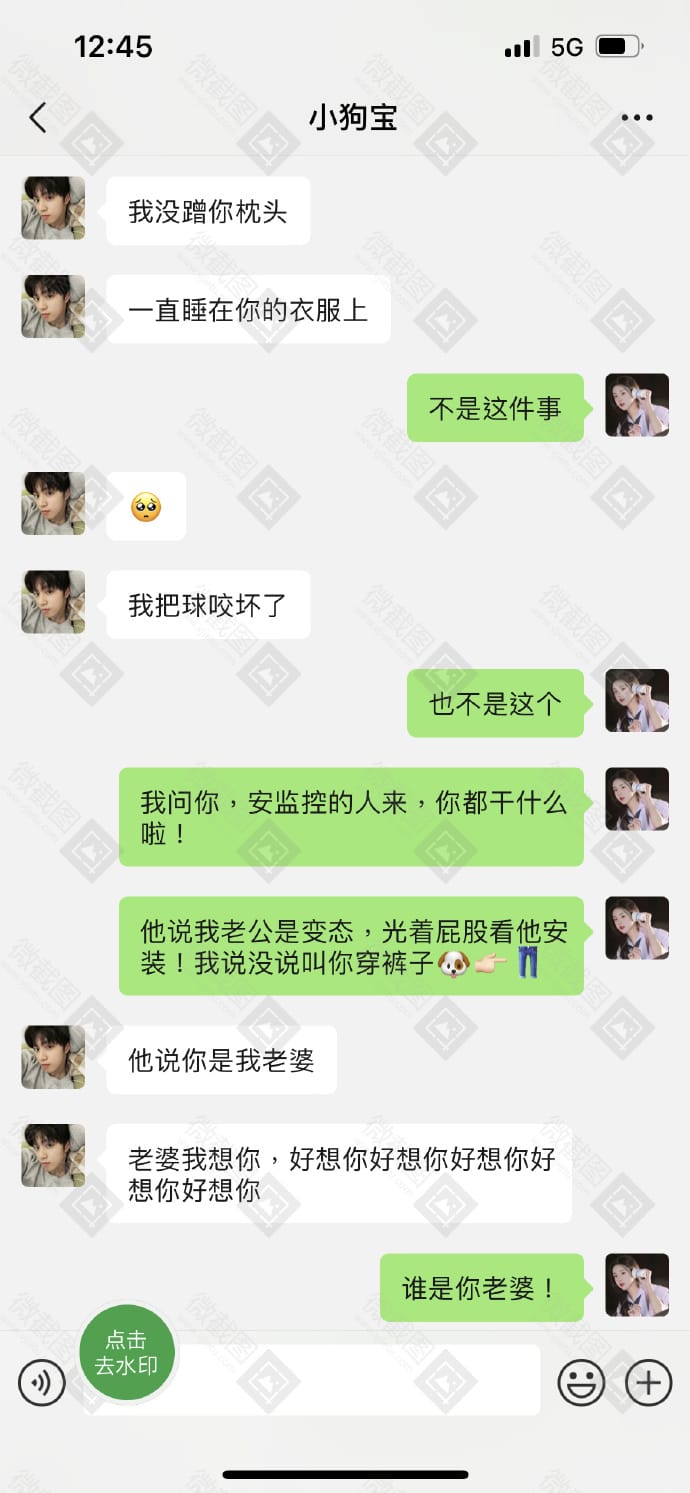 12:45
5G
小狗宝
我没蹭你枕头
一直睡在你的衣服上
不是这件事
🥺
我把球咬坏了
也不是这个
我问你，安监控的人来，你都干什么
啦！
他说我老公是变态，光着屁股看他安
装！我说没说叫你穿裤子🐶👉🏻👖
他说你是我老婆
老婆我想你，好想你好想你好想你好
想你好想你
谁是你老婆！
点击
去水印
微截图